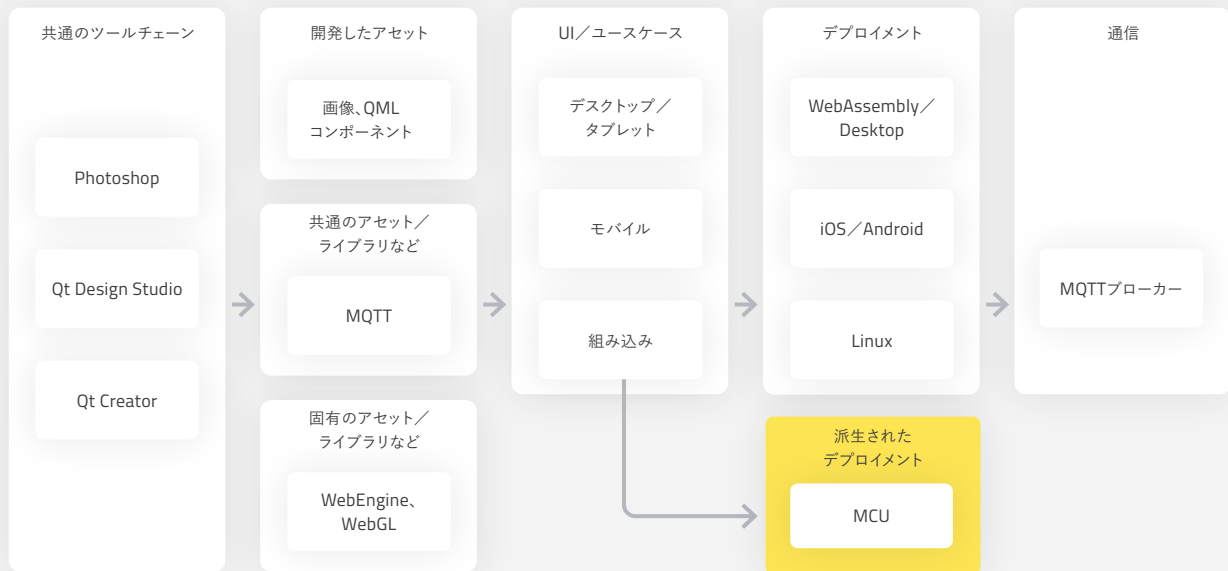 共通のツールチェーン
Photoshop
Qt Design Studio
Qt Creator
開発したアセット
画像、QML
コンポーネント
共通のアセット／
ライブラリなど
MQTT
固有のアセット／
ライブラリなど
WebEngine、
WebGL
UI／ユースケース
デスクトップ／
タブレット
モバイル
組み込み
デプロイメント
WebAssembly／
Desktop
iOS／Android
Linux
派生された
デプロイメント
MCU
通信
MQTTブローカー